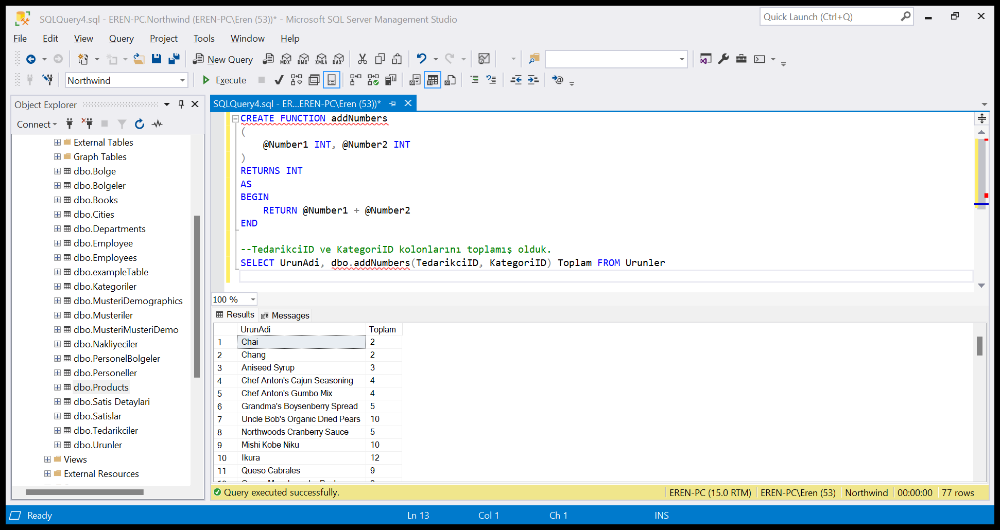 SQLQuery4.sql - EREN-PC.Northwind (EREN-PC\Eren (53))* - Microsoft SQL Server Management Studio
Quick Launch (Ctrl+Q)
File Edit View Query Project Tools Window Help
New Query MDX DMX XMLA DAX
Northwind Execute
Object Explorer
Connect
External Tables
Graph Tables
dbo.Bolge
dbo.Bolgeler
dbo.Books
dbo.Cities
dbo.Departments
dbo.Employee
dbo.Employees
dbo.exampleTable
dbo.Kategoriler
dbo.MusteriDemographics
dbo.Musteriler
dbo.MusteriMusteriDemo
dbo.Nakliyeciler
dbo.PersonelBolgeler
dbo.Personeller
dbo.Products
dbo.Satis Detaylari
dbo.Satislar
dbo.Tedarikciler
dbo.Urunler
Views
External Resources
SQLQuery4.sql - ER...EREN-PC\Eren (53))*
CREATE FUNCTION addNumbers
(
@Number1 INT, @Number2 INT
)
RETURNS INT
AS
BEGIN
RETURN @Number1 + @Number2
END
--TedarikciID ve KategoriID kolonlarını toplamış olduk.
SELECT UrunAdi, dbo.addNumbers(TedarikciID, KategoriID) Toplam FROM Urunler
100 %
Results Messages
UrunAdi Toplam
1 Chai 2
2 Chang 2
3 Aniseed Syrup 3
4 Chef Anton's Cajun Seasoning 4
5 Chef Anton's Gumbo Mix 4
6 Grandma's Boysenberry Spread 5
7 Uncle Bob's Organic Dried Pears 10
8 Northwoods Cranberry Sauce 5
9 Mishi Kobe Niku 10
10 Ikura 12
11 Queso Cabrales 9
Query executed successfully. EREN-PC (15.0 RTM) EREN-PC\Eren (53) Northwind 00:00:00 77 rows
Ready Ln 13 Col 1 Ch 1 INS